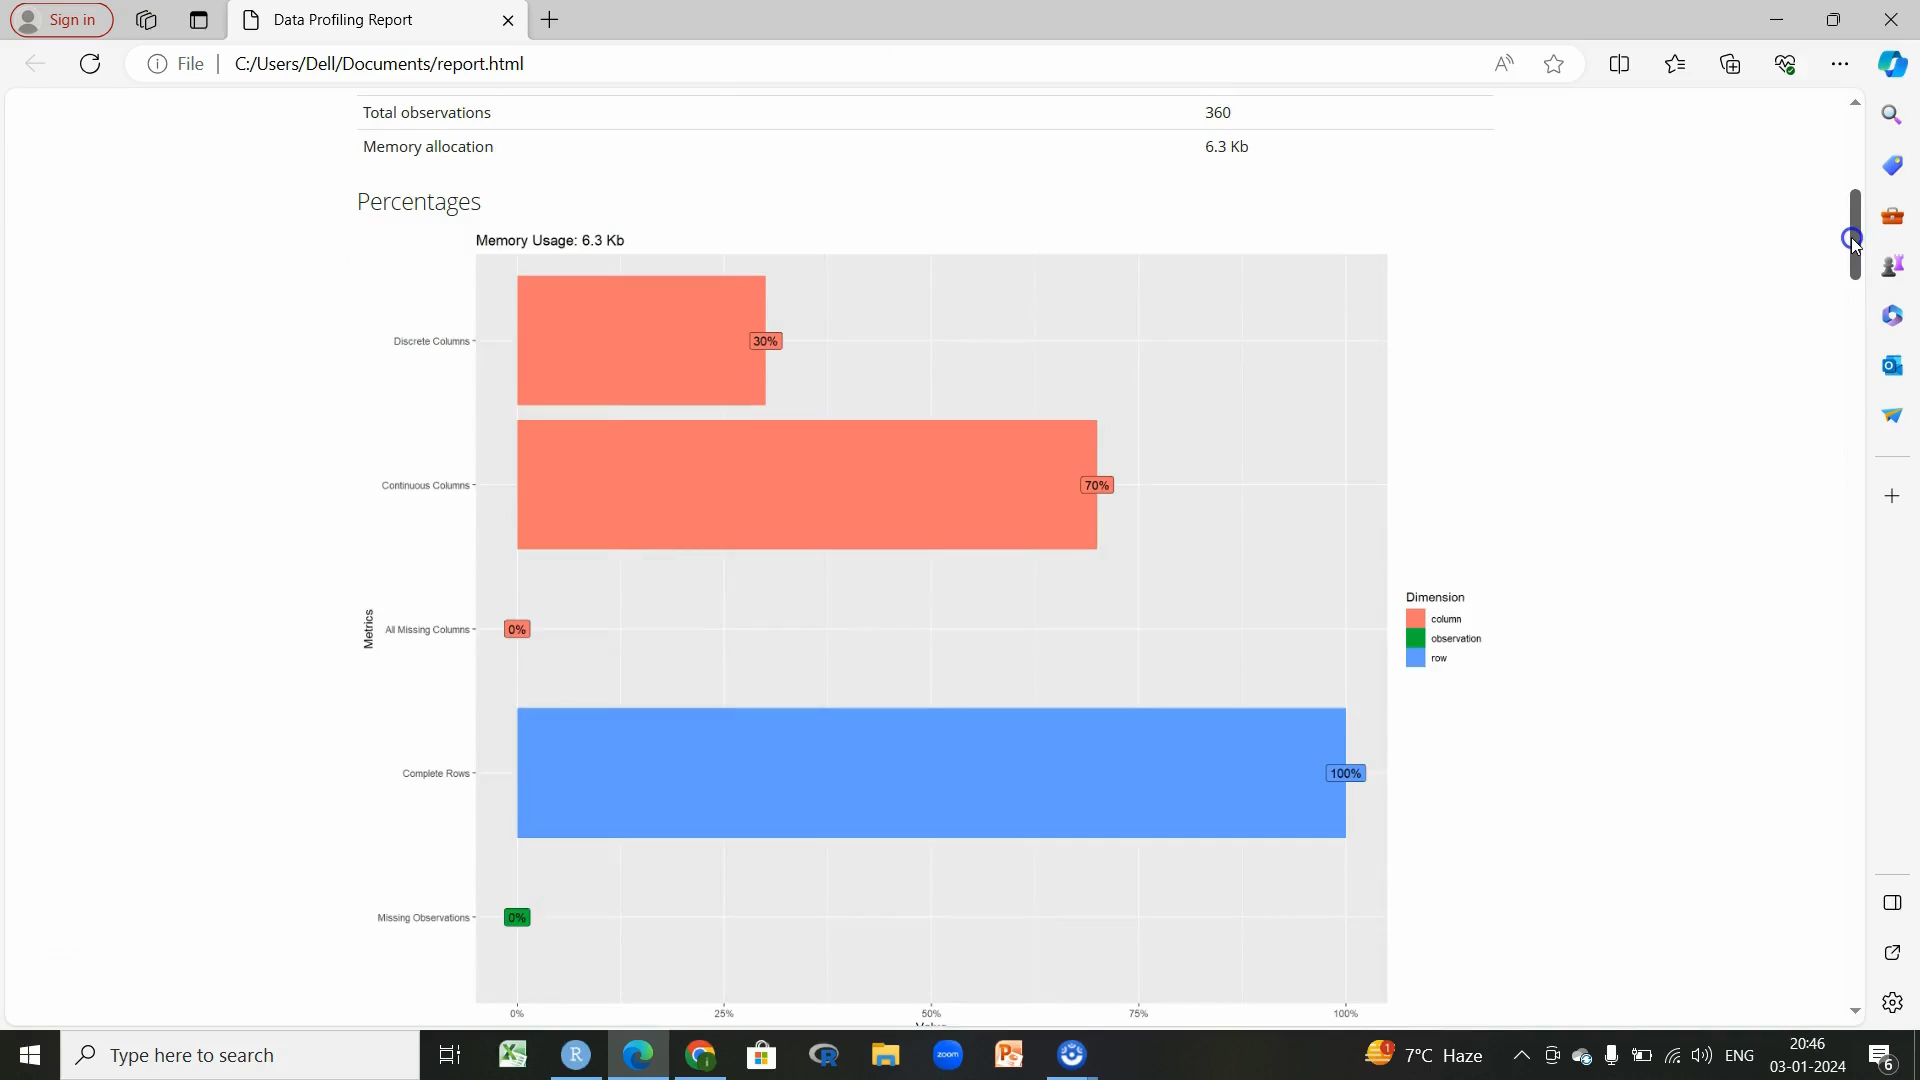 Sign in
Data Profiling Report
File
C:/Users/Dell/Documents/report.html
Total observations 360
Memory allocation 6.3 Kb
Percentages
Memory Usage: 6.3 Kb
Discrete Columns
30%
Continuous Columns
70%
Metrics
All Missing Columns
0%
Complete Rows
100%
Missing Observations
0%
0% 25% 50% 75% 100%
Value
Dimension
column
observation
row
Type here to search
zoom
7°C Haze
ENG
20:46
03-01-2024
6